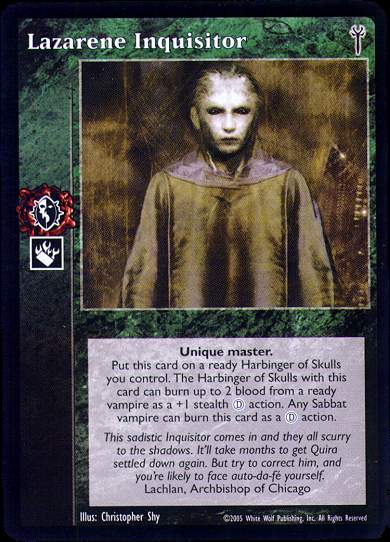 Lazarene Inquisitor
Unique master.
Put this card on a ready Harbinger of Skulls
you control. The Harbinger of Skulls with this
card can burn up to 2 blood from a ready
vampire as a +1 stealth Ⓓ action. Any Sabbat
vampire can burn this card as a Ⓓ action.
This sadistic Inquisitor comes in and they all scurry
to the shadows. It'll take months to get Quira
settled down again. But try to correct him, and
you're likely to face auto-da-fé yourself.
Lachlan, Archbishop of Chicago
Illus: Christopher Shy
©2005 White Wolf Publishing, Inc. All Rights Reserved